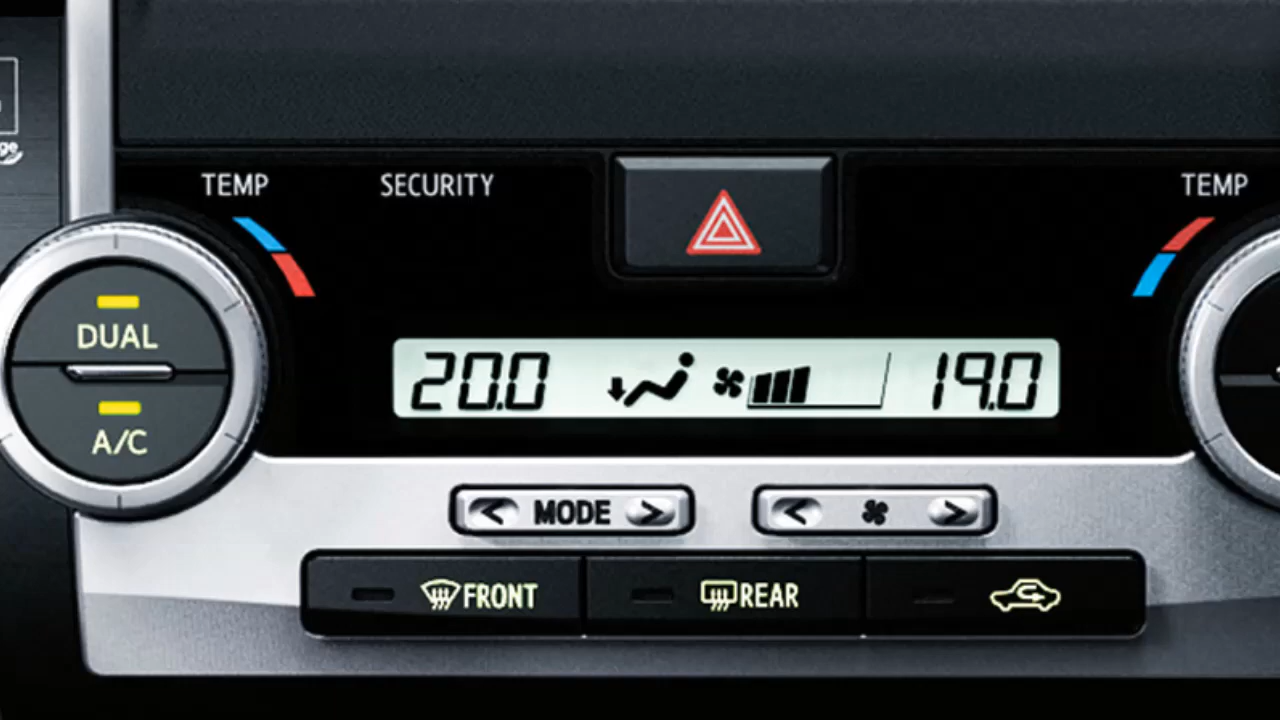 TEMP
SECURITY
TEMP
DUAL
A/C
20.0
19.0
MODE
FRONT
REAR